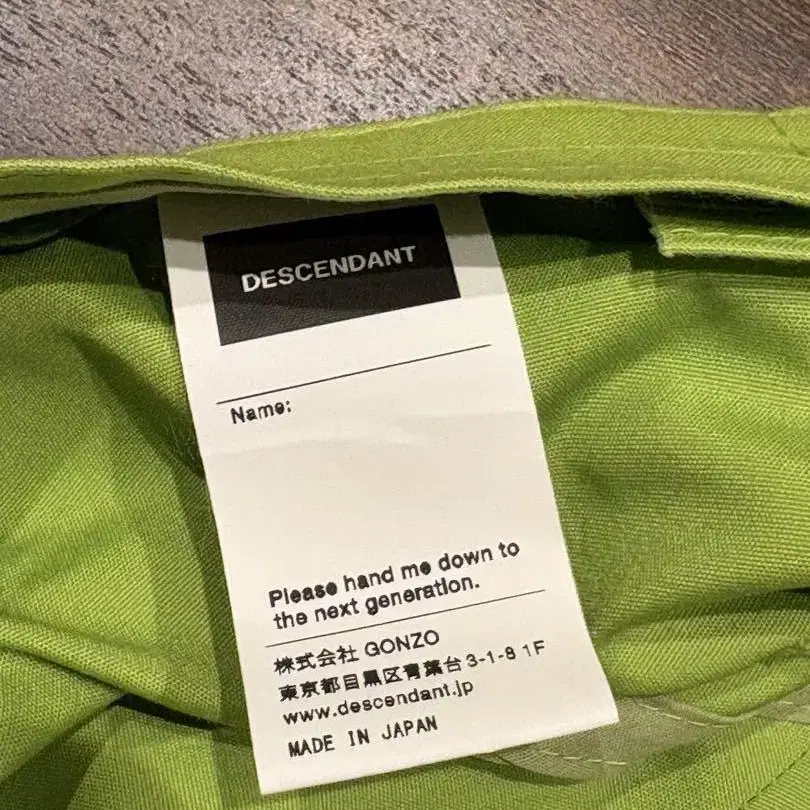 DESCENDANT
Name:
Please hand me down to
the next generation.
株式会社 GONZO
東京都目黒区青葉台3-1-8 1F
www.descendant.jp
MADE IN JAPAN